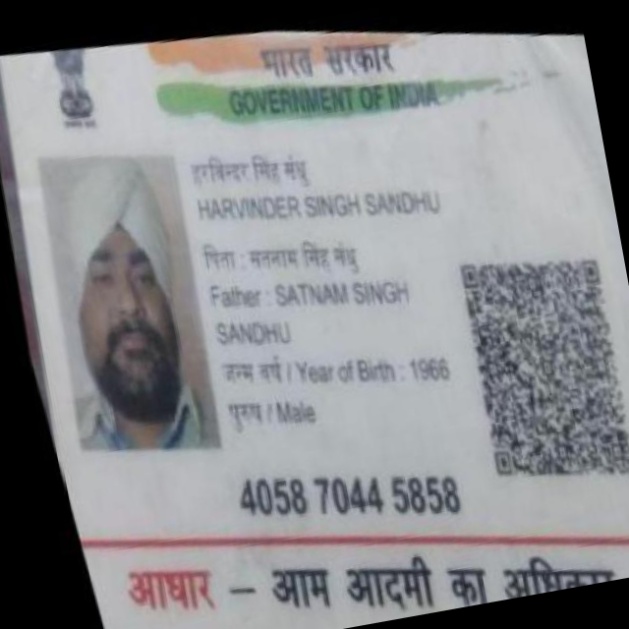 भारत सरकार
GOVERNMENT OF INDIA
हरविन्दर सिंह संधु
HARVINDER SINGH SANDHU
पिता : सतनाम सिंह संधु
Father : SATNAM SINGH
SANDHU
जन्म वर्ष / Year of Birth : 1966
पुरुष / Male
4058 7044 5858
आधार – आम आदमी का